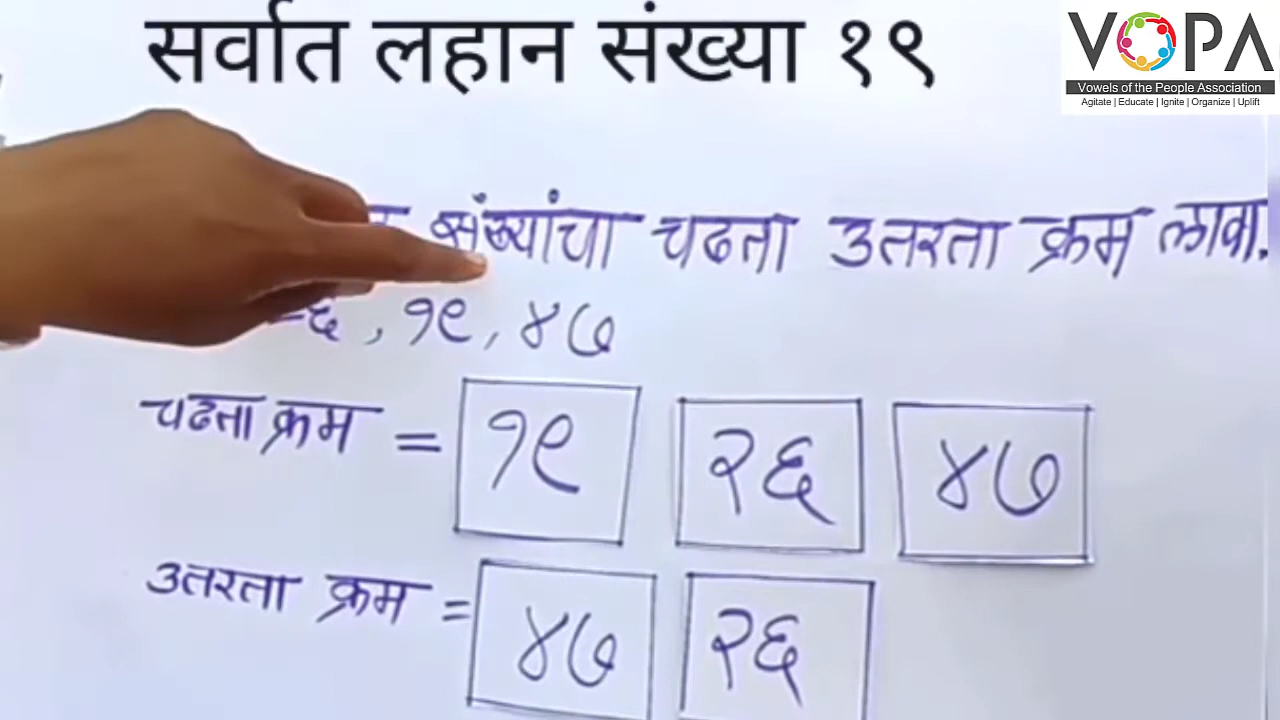 सर्वात लहान संख्या १९
VOPA
Vowels of the People Association
Agitate | Educate | Ignite | Organize | Uplift
संख्यांचा चढता उतरता क्रम लावा.
६, १९, ४७
चढता क्रम = १९ २६ ४७
उतरता क्रम = ४७ २६